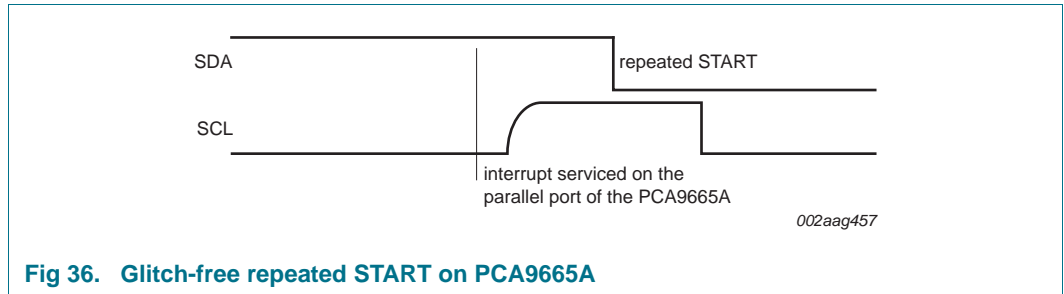 SDA
repeated START
SCL
interrupt serviced on the
parallel port of the PCA9665A
002aag457
Fig 36. Glitch-free repeated START on PCA9665A